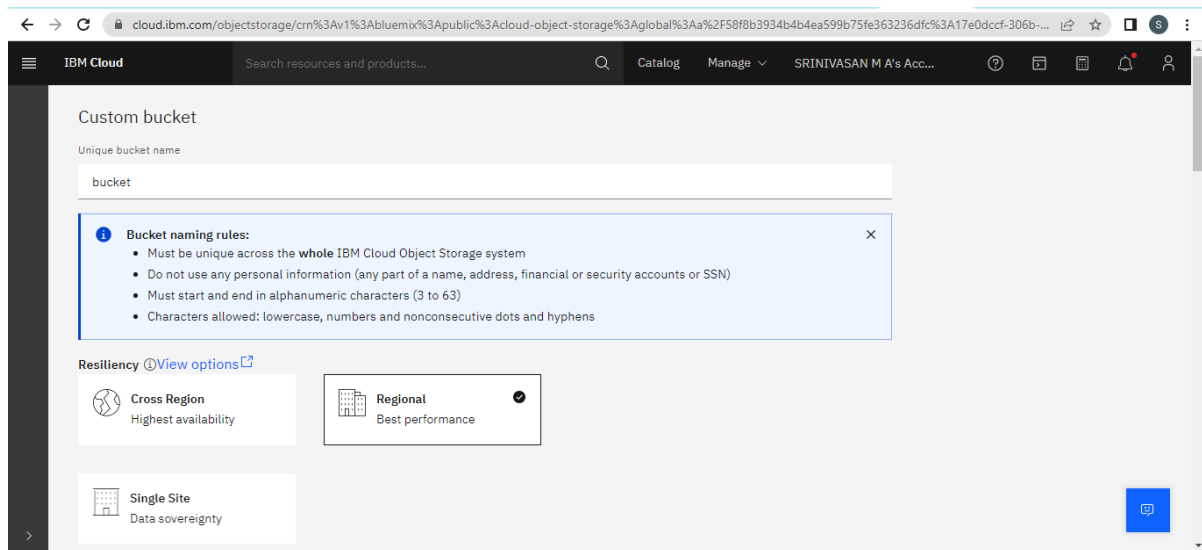 cloud.ibm.com/objectstorage/crn%3Av1%3Abluemix%3Apublic%3Acloud-object-storage%3Aglobal%3Aa%2F58f8b3934b4b4ea599b75fe363236dfc%3A17e0dccf-306b-... S
IBM Cloud Search resources and products... Catalog Manage SRINIVASAN M A's Acc...
Custom bucket
Unique bucket name
bucket
Bucket naming rules:
• Must be unique across the whole IBM Cloud Object Storage system
• Do not use any personal information (any part of a name, address, financial or security accounts or SSN)
• Must start and end in alphanumeric characters (3 to 63)
• Characters allowed: lowercase, numbers and nonconsecutive dots and hyphens
Resiliency View options
Cross Region
Highest availability
Regional
Best performance
Single Site
Data sovereignty